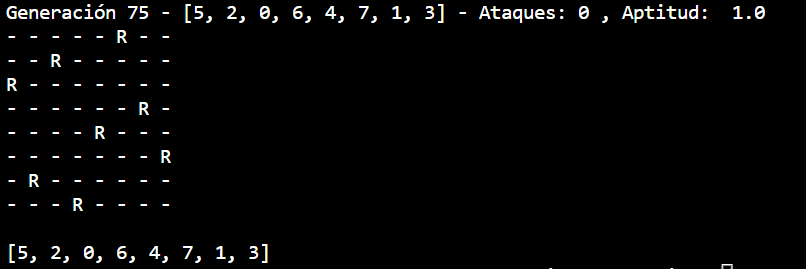 Generación 75 - [5, 2, 0, 6, 4, 7, 1, 3] - Ataques: 0 , Aptitud:  1.0
- - - - - R - -
- - R - - - - -
R - - - - - - -
- - - - - - R -
- - - - R - - -
- - - - - - - R
- R - - - - - -
- - - R - - - -
[5, 2, 0, 6, 4, 7, 1, 3]